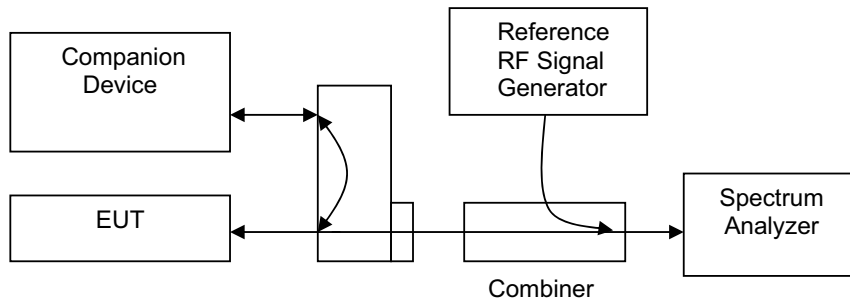 Companion
Device
Reference
RF Signal
Generator
EUT
Spectrum
Analyzer
Combiner